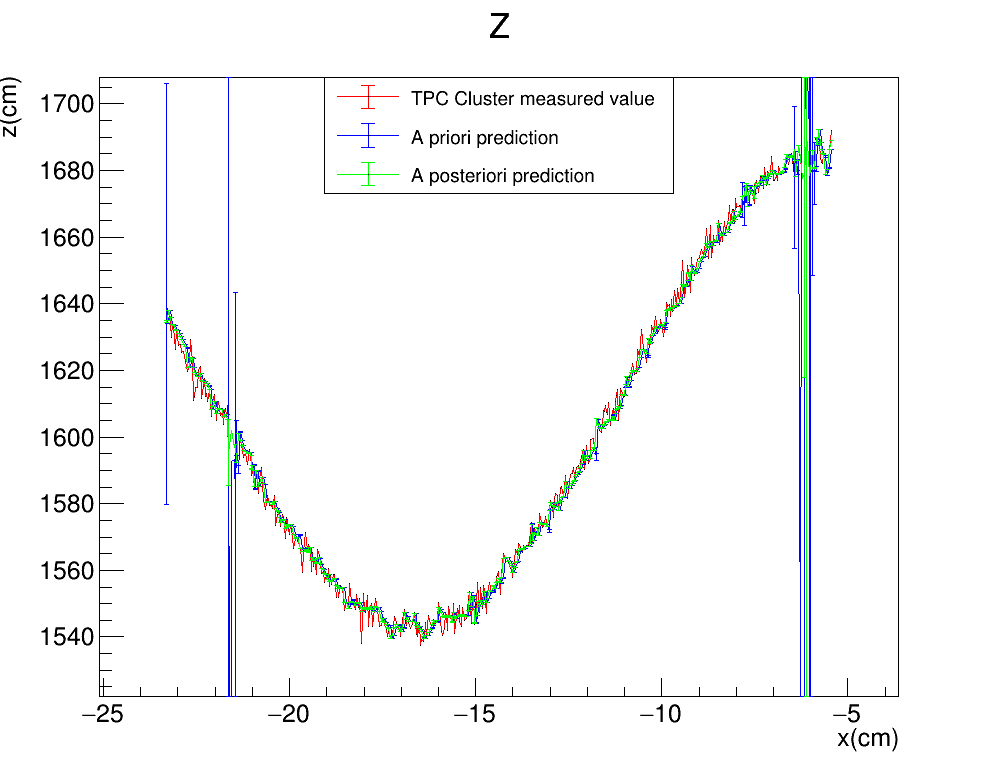 Z
z(cm)
1700
1680
1660
1640
1620
1600
1580
1560
1540
TPC Cluster measured value
A priori prediction
A posteriori prediction
−25 −20 −15 −10 −5
x(cm)